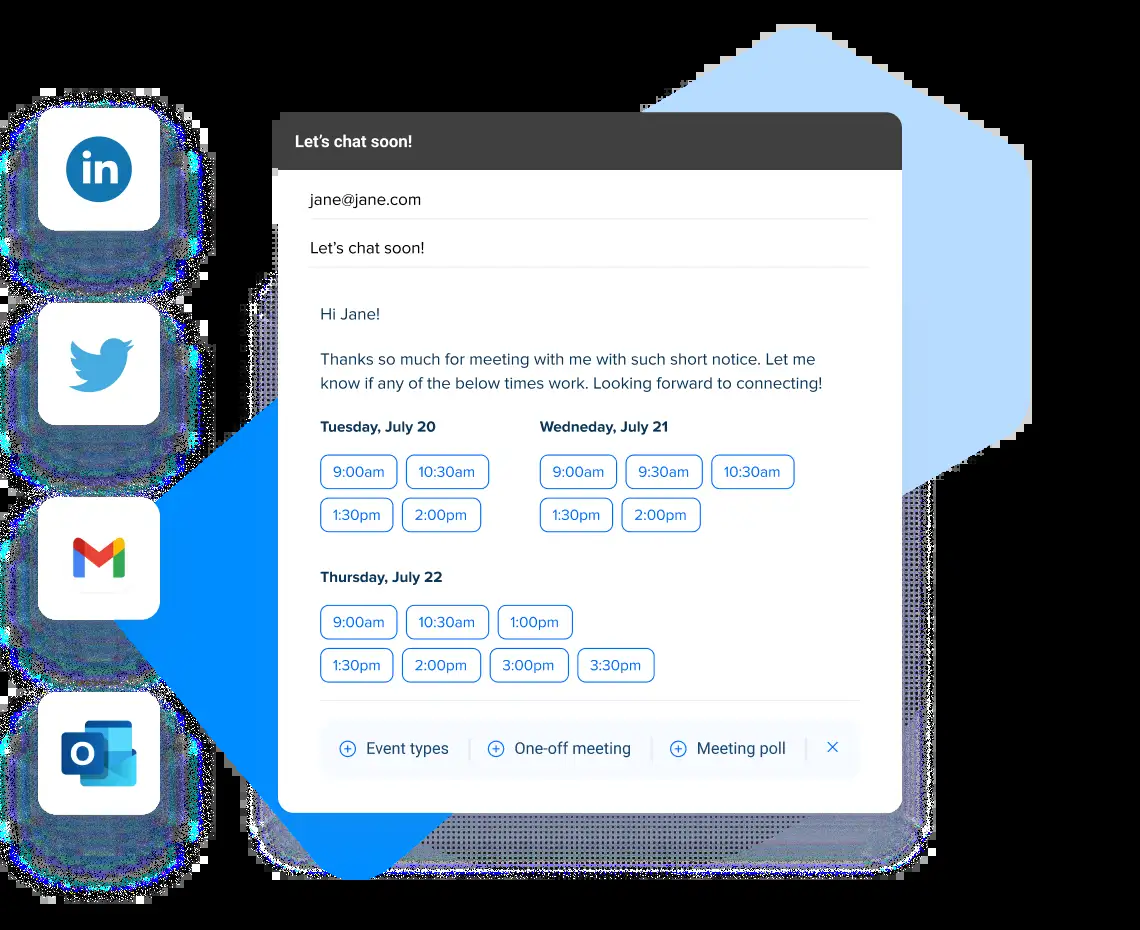 in
Let’s chat soon!
jane@jane.com
Let’s chat soon!
Hi Jane!
Thanks so much for meeting with me with such short notice. Let me
know if any of the below times work. Looking forward to connecting!
Tuesday, July 20
9:00am 10:30am
1:30pm 2:00pm
Wedneday, July 21
9:00am 9:30am 10:30am
1:30pm 2:00pm
Thursday, July 22
9:00am 10:30am 1:00pm
1:30pm 2:00pm 3:00pm 3:30pm
Event types One-off meeting Meeting poll
O